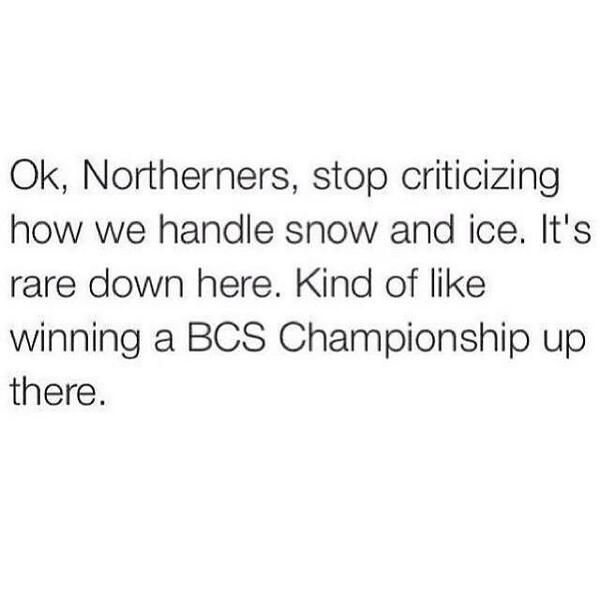 Ok, Northerners, stop criticizing
how we handle snow and ice. It's
rare down here. Kind of like
winning a BCS Championship up
there.